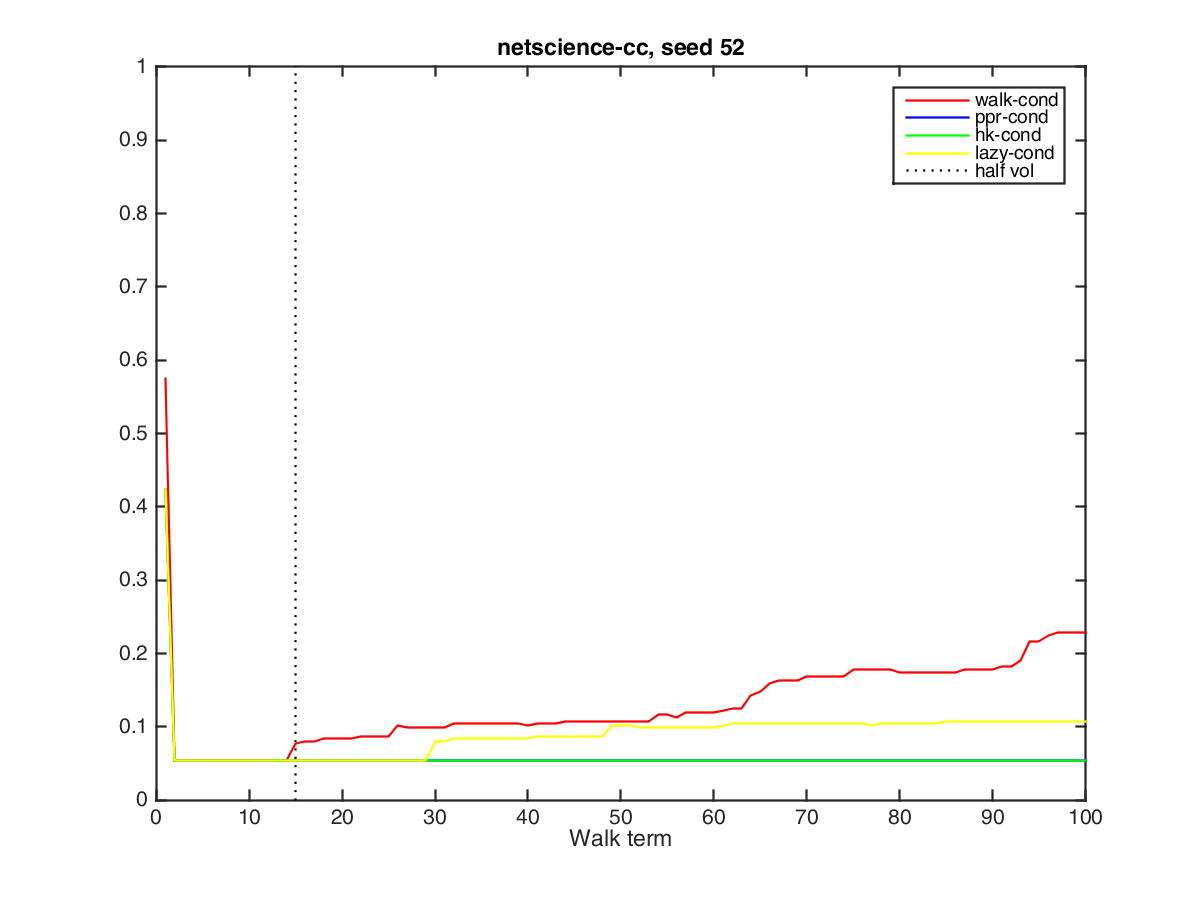 netscience-cc, seed 52
1
0.9
0.8
0.7
0.6
0.5
0.4
0.3
0.2
0.1
0
walk-cond
ppr-cond
hk-cond
lazy-cond
half vol
0 10 20 30 40 50 60 70 80 90 100
Walk term